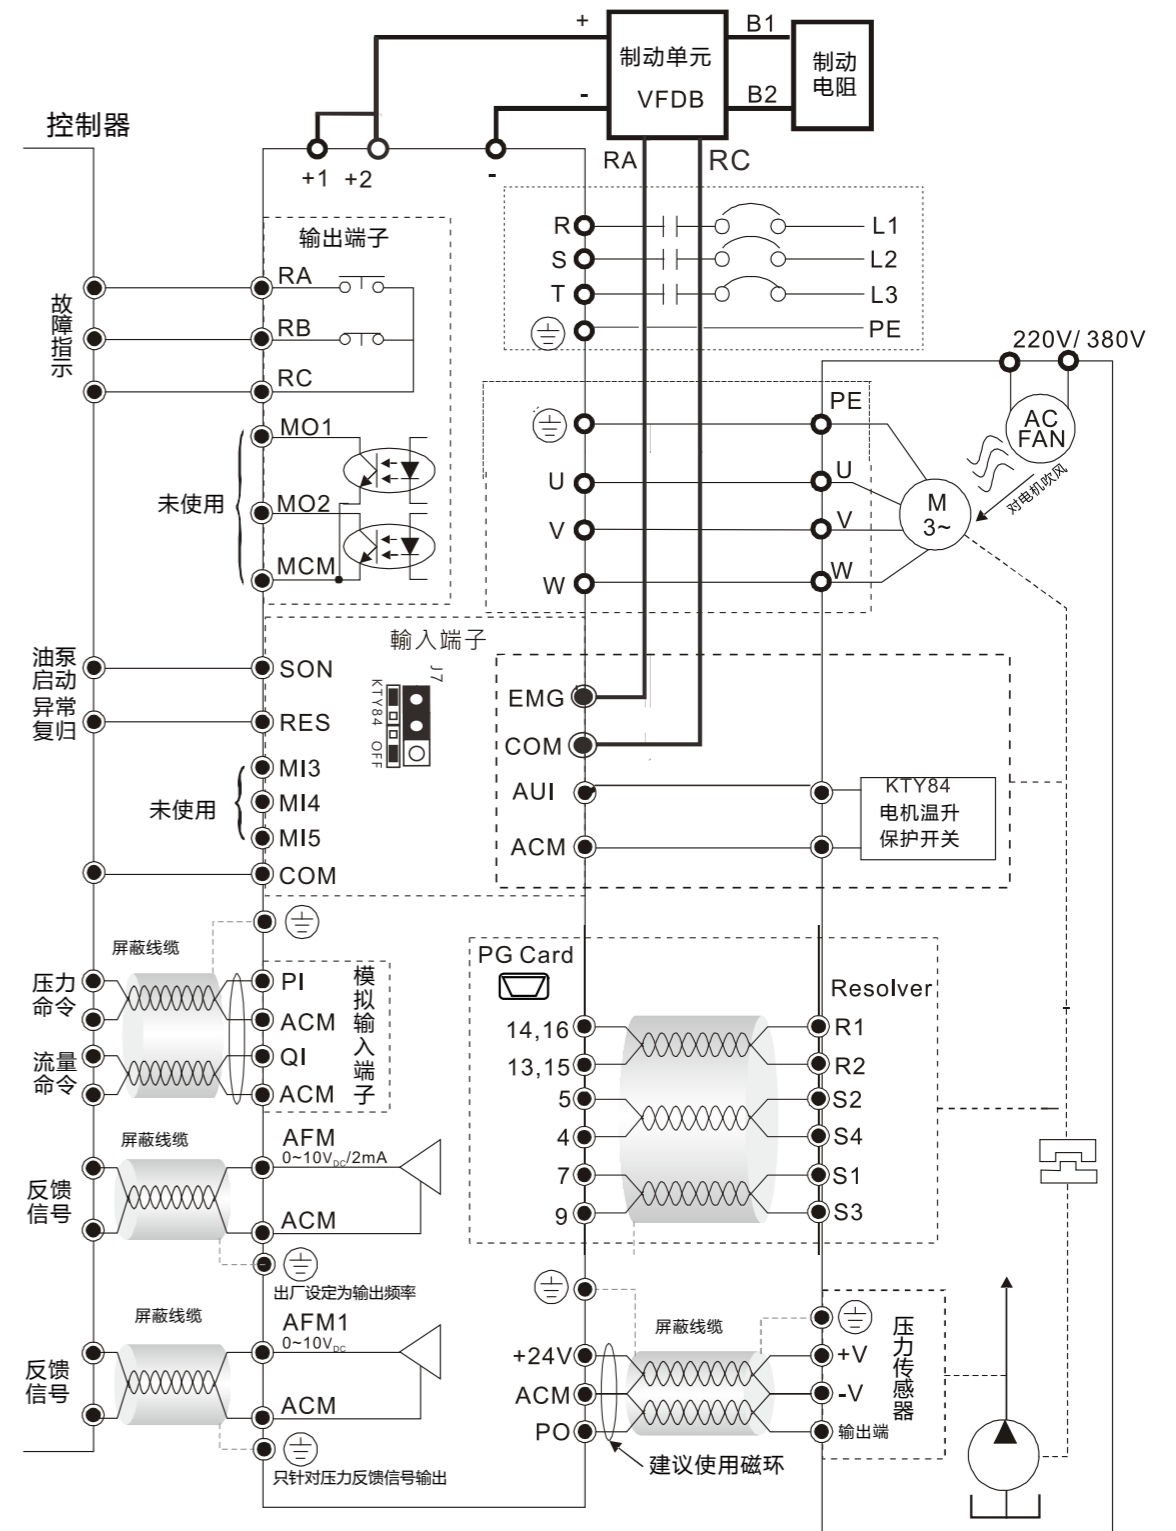 +
制动单元
VFDB
-
B1
B2
制动
电阻
控制器
+1
+2
-
RA
RC
R
S
T
L1
L2
L3
PE
输出端子
RA
RB
RC
故障指示
MO1
MO2
MCM
未使用
220V/ 380V
AC
FAN
对电机吹风
PE
U
V
W
U
V
W
M
3~
輸入端子
J7
KTY84 OFF
油泵
启动
异常
复归
SON
RES
MI3
MI4
MI5
未使用
COM
EMG
COM
AUI
ACM
KTY84
电机温升
保护开关
屏蔽线缆
压力
命令
流量
命令
PI
ACM
QI
ACM
模拟输入端子
PG Card
Resolver
14,16
13,15
5
4
7
9
R1
R2
S2
S4
S1
S3
屏蔽线缆
反馈
信号
AFM
0~10VDC/2mA
ACM
出厂设定为输出频率
屏蔽线缆
反馈
信号
AFM1
0~10VDC
ACM
只针对压力反馈信号输出
屏蔽线缆
+24V
ACM
PO
+V
-V
输出端
压力传感器
建议使用磁环